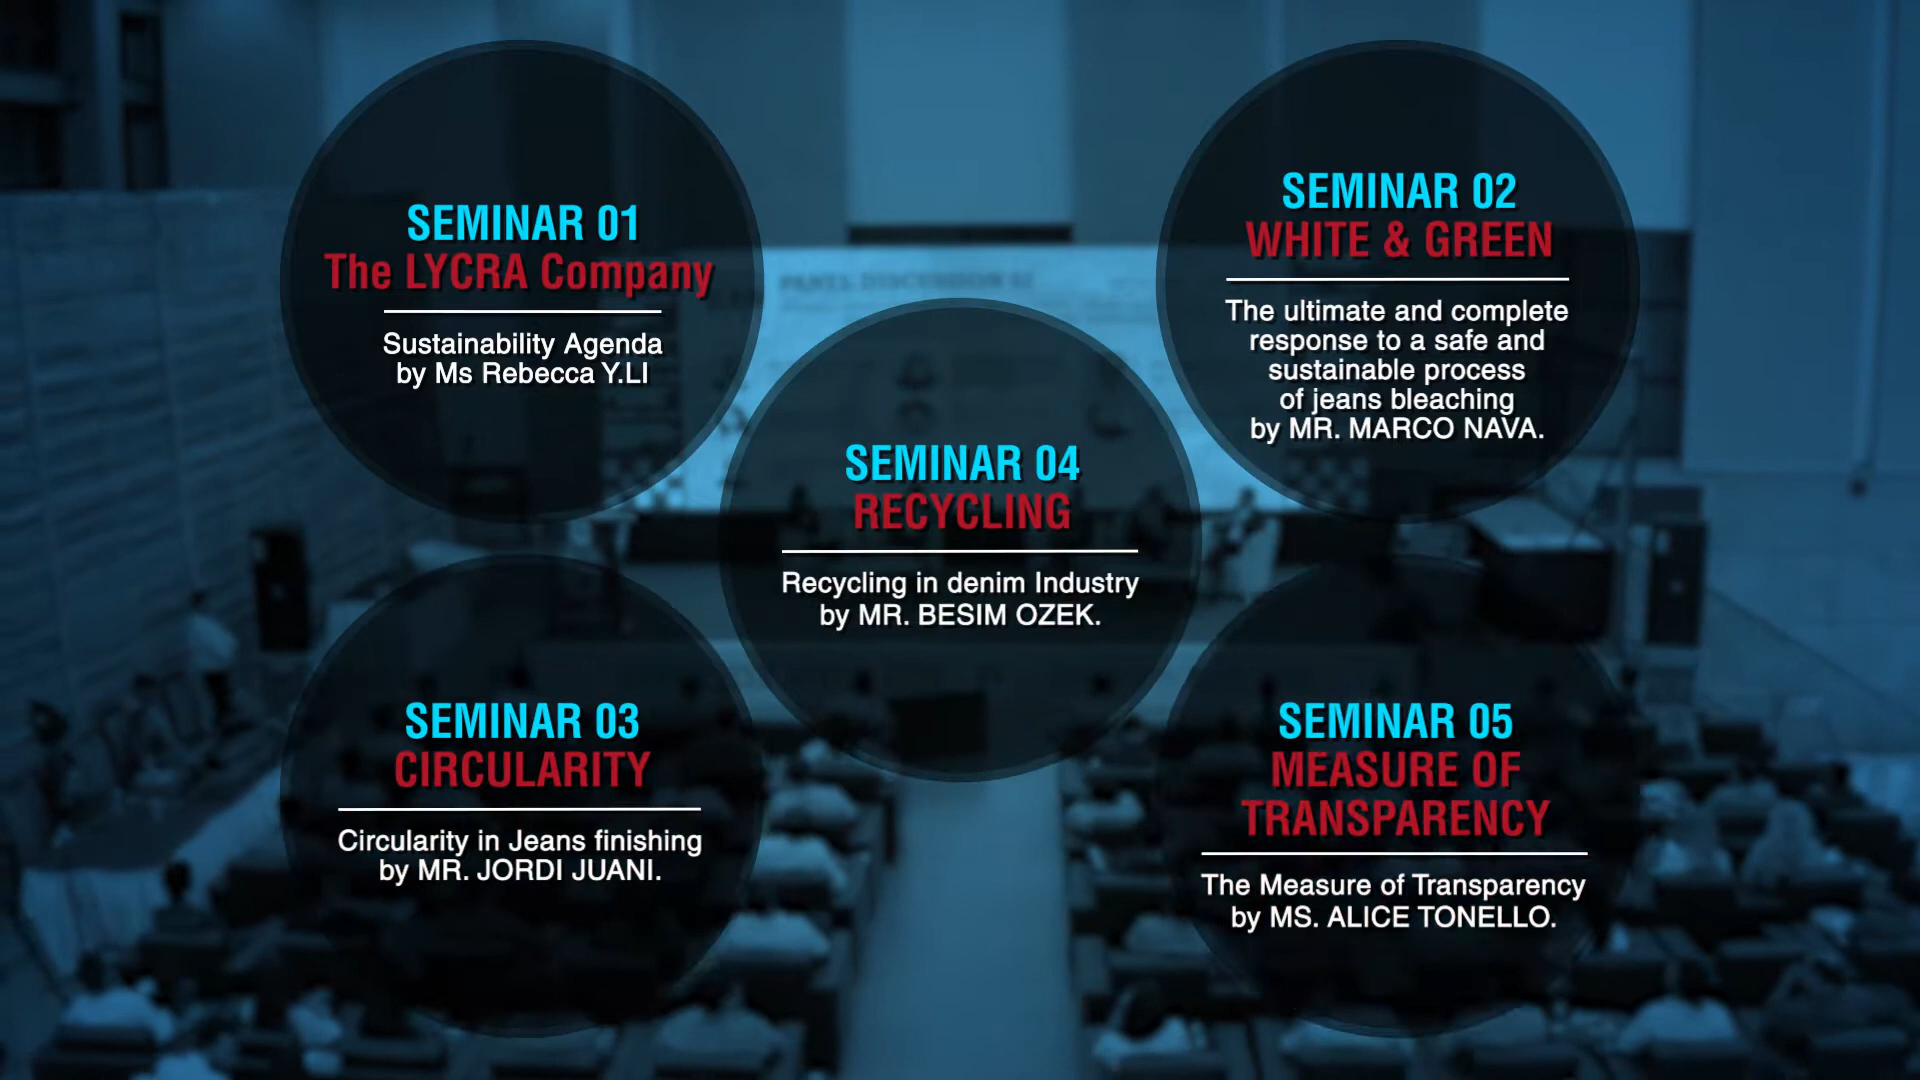 SEMINAR 01
The LYCRA Company
Sustainability Agenda
by Ms Rebecca Y.LI
SEMINAR 02
WHITE & GREEN
The ultimate and complete
response to a safe and
sustainable process
of jeans bleaching
by MR. MARCO NAVA.
PANEL DISCUSSION
SEMINAR 04
RECYCLING
Recycling in denim Industry
by MR. BESIM OZEK.
SEMINAR 03
CIRCULARITY
Circularity in Jeans finishing
by MR. JORDI JUANI.
SEMINAR 05
MEASURE OF
TRANSPARENCY
The Measure of Transparency
by MS. ALICE TONELLO.